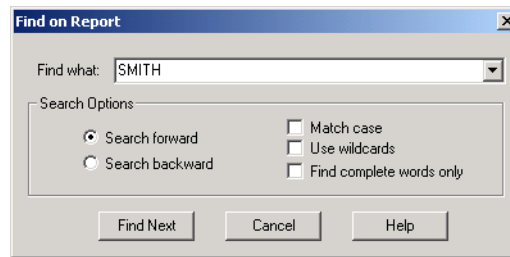 Find on Report
Find what: SMITH
Search Options
Search forward
Search backward
Match case
Use wildcards
Find complete words only
Find Next Cancel Help